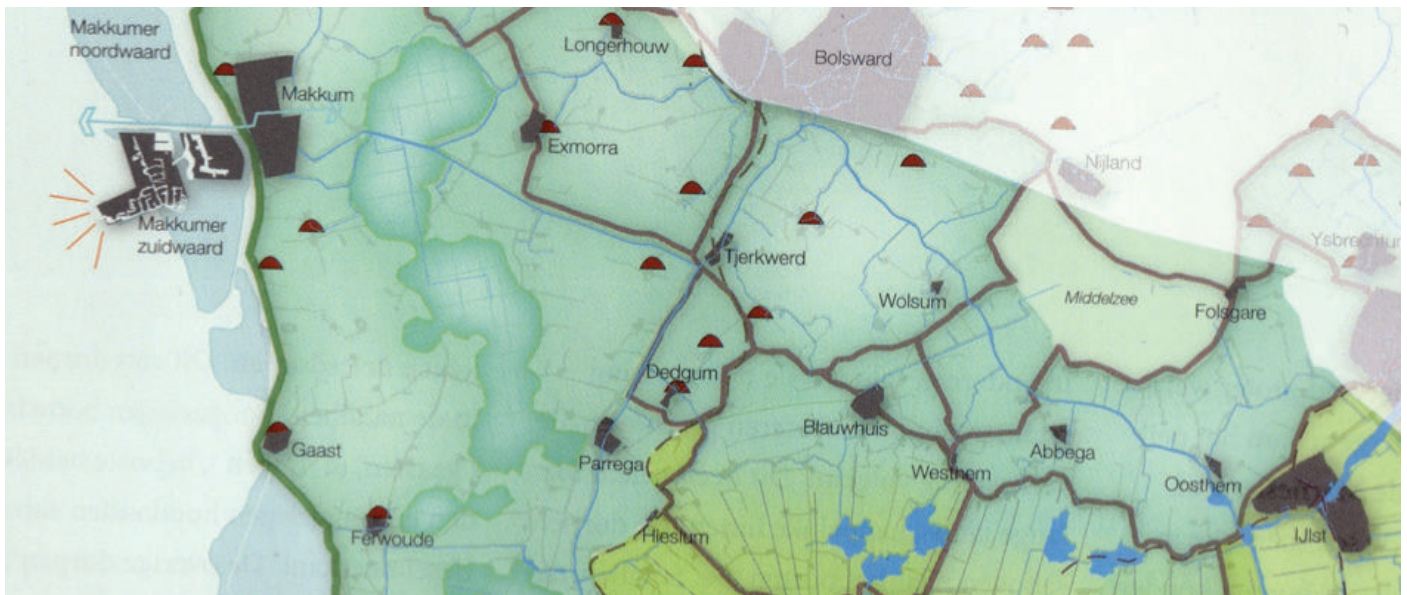 Makkumer
noordwaard
Longerhouw
Bolsward
Makkum
Exmorra
Nijland
Makkumer
zuidwaard
Tjerkwerd
Wolsum
Middelzee
Folsgare
Dedgum
Blauwhuis
Gaast
Parrega
Westhem
Abbega
Oosthem
Ferwoude
Hieslum
IJlst